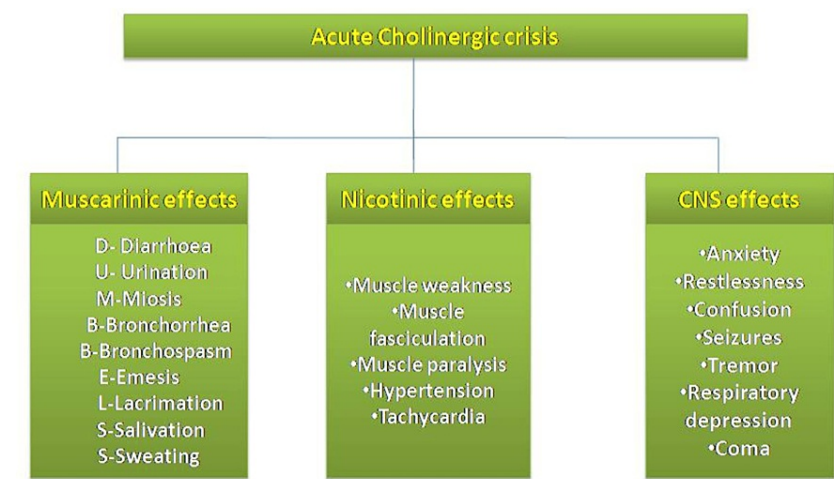 Acute Cholinergic crisis
Muscarinic effects
D- Diarrhoea
U- Urination
M-Miosis
B-Bronchorrhea
B-Bronchospasm
E-Emesis
L-Lacrimation
S-Salivation
S-Sweating
Nicotinic effects
•Muscle weakness
•Muscle
fasciculation
•Muscle paralysis
•Hypertension
•Tachycardia
CNS effects
•Anxiety
•Restlessness
•Confusion
•Seizures
•Tremor
•Respiratory
depression
•Coma